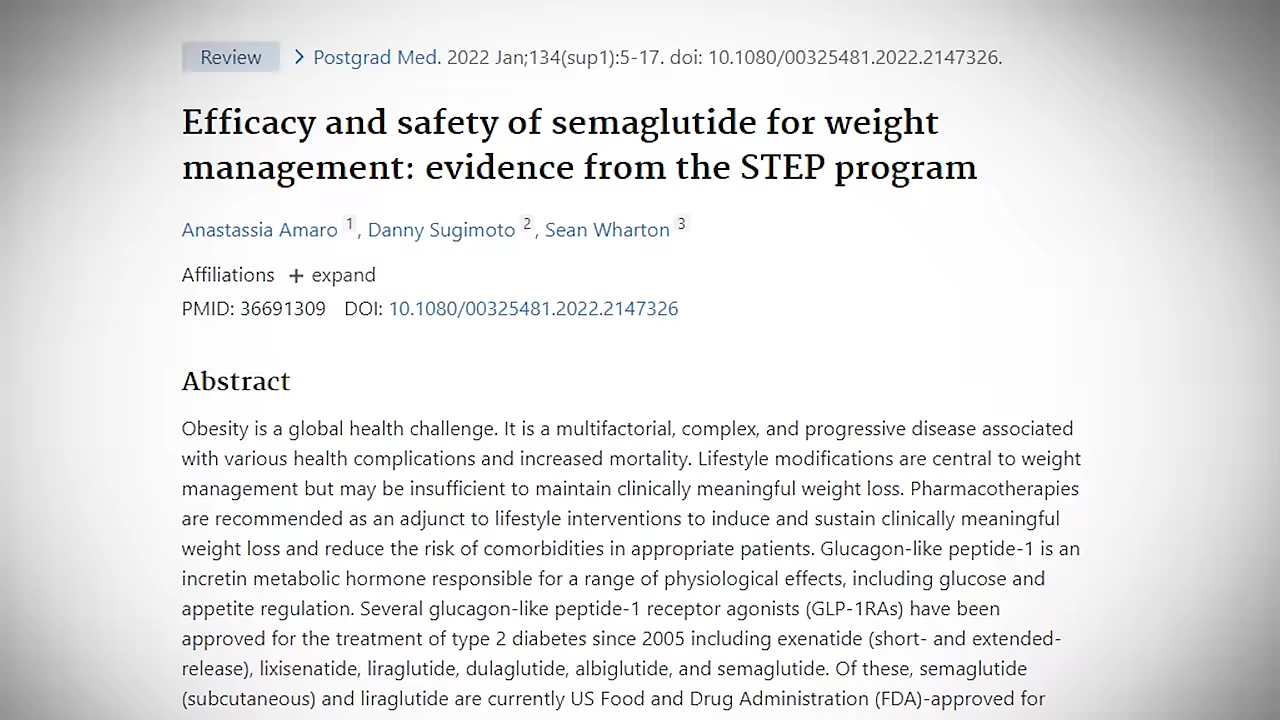 Review > Postgrad Med. 2022 Jan;134(sup1):5-17. doi: 10.1080/00325481.2022.2147326.
Efficacy and safety of semaglutide for weight
management: evidence from the STEP program
Anastassia Amaro 1, Danny Sugimoto 2, Sean Wharton 3
Affiliations + expand
PMID: 36691309 DOI: 10.1080/00325481.2022.2147326
Abstract
Obesity is a global health challenge. It is a multifactorial, complex, and progressive disease associated
with various health complications and increased mortality. Lifestyle modifications are central to weight
management but may be insufficient to maintain clinically meaningful weight loss. Pharmacotherapies
are recommended as an adjunct to lifestyle interventions to induce and sustain clinically meaningful
weight loss and reduce the risk of comorbidities in appropriate patients. Glucagon-like peptide-1 is an
incretin metabolic hormone responsible for a range of physiological effects, including glucose and
appetite regulation. Several glucagon-like peptide-1 receptor agonists (GLP-1RAs) have been
approved for the treatment of type 2 diabetes since 2005 including exenatide (short- and extended-
release), lixisenatide, liraglutide, dulaglutide, albiglutide, and semaglutide. Of these, semaglutide
(subcutaneous) and liraglutide are currently US Food and Drug Administration (FDA)-approved for